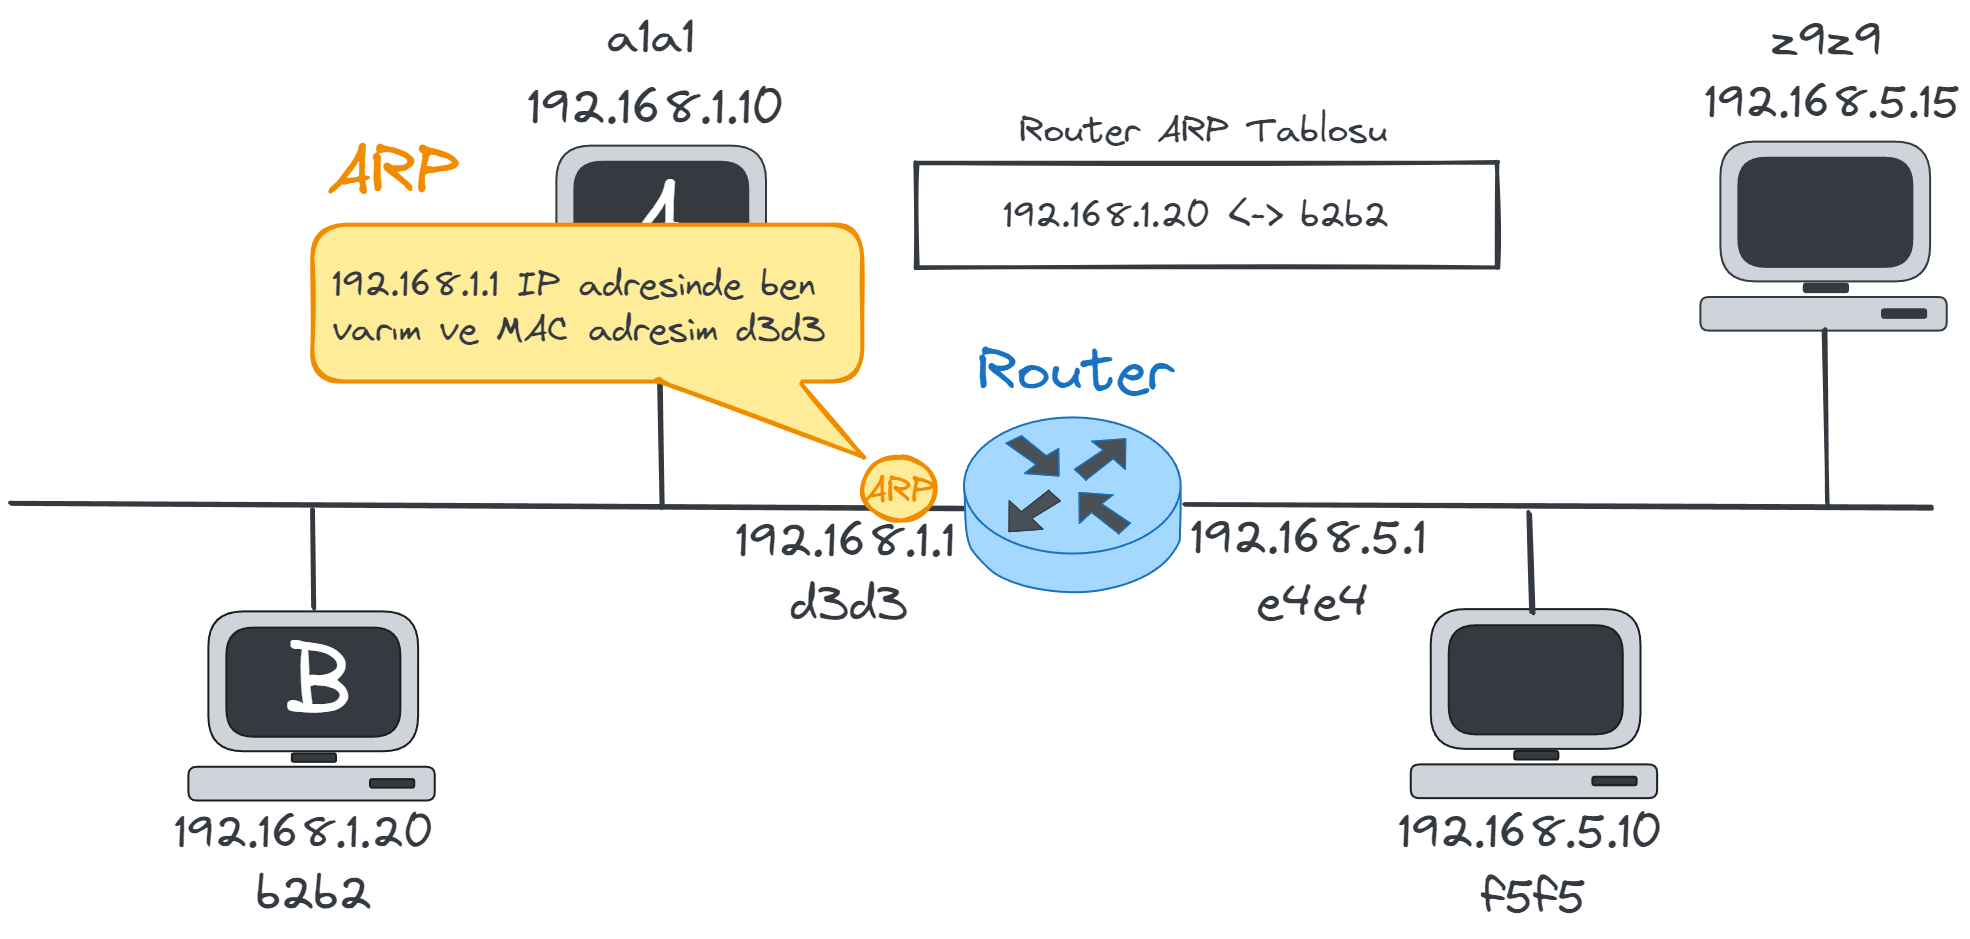 a1a1
192.168.1.10
z9z9
192.168.5.15
Router ARP Tablosu
192.168.1.20 <-> b2b2
ARP
A
192.168.1.1 IP adresinde ben
varım ve MAC adresim d3d3
Router
ARP
192.168.1.1
d3d3
192.168.5.1
e4e4
B
192.168.1.20
b2b2
192.168.5.10
f5f5